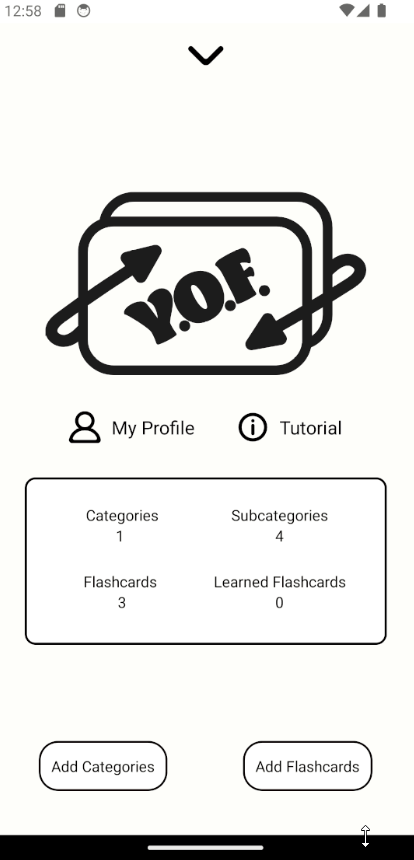 12:58
Y.O.F.
My Profile
Tutorial
Categories
1
Subcategories
4
Flashcards
3
Learned Flashcards
0
Add Categories
Add Flashcards